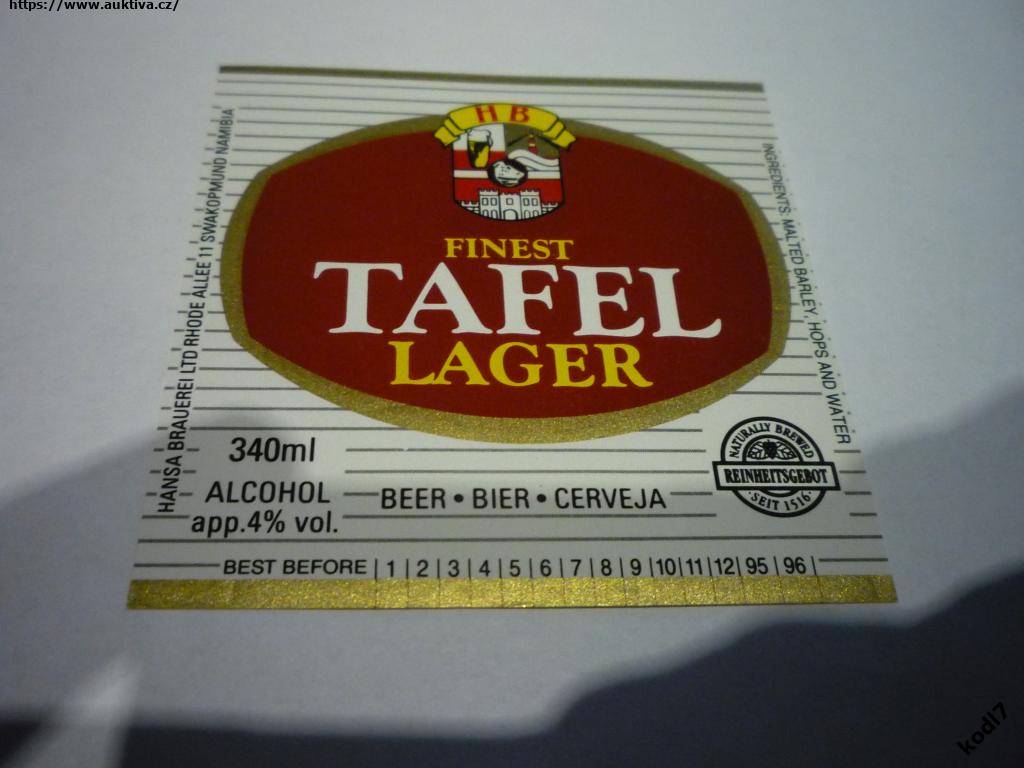 https://www.auktiva.cz/
HB
FINEST
TAFEL
LAGER
HANSA BRAUEREI LTD RHODE ALLEE 11 SWAKOPMUND NAMIBIA
INGREDIENTS: MALTED BARLEY, HOPS AND WATER
340ml
ALCOHOL
app.4% vol.
BEER • BIER • CERVEJA
NATURALLY BREWED
REINHEITSGEBOT
·SEIT 1516·
BEST BEFORE | 1 | 2 | 3 | 4 | 5 | 6 | 7 | 8 | 9 |10|11|12| 95 | 96 |
kodl7